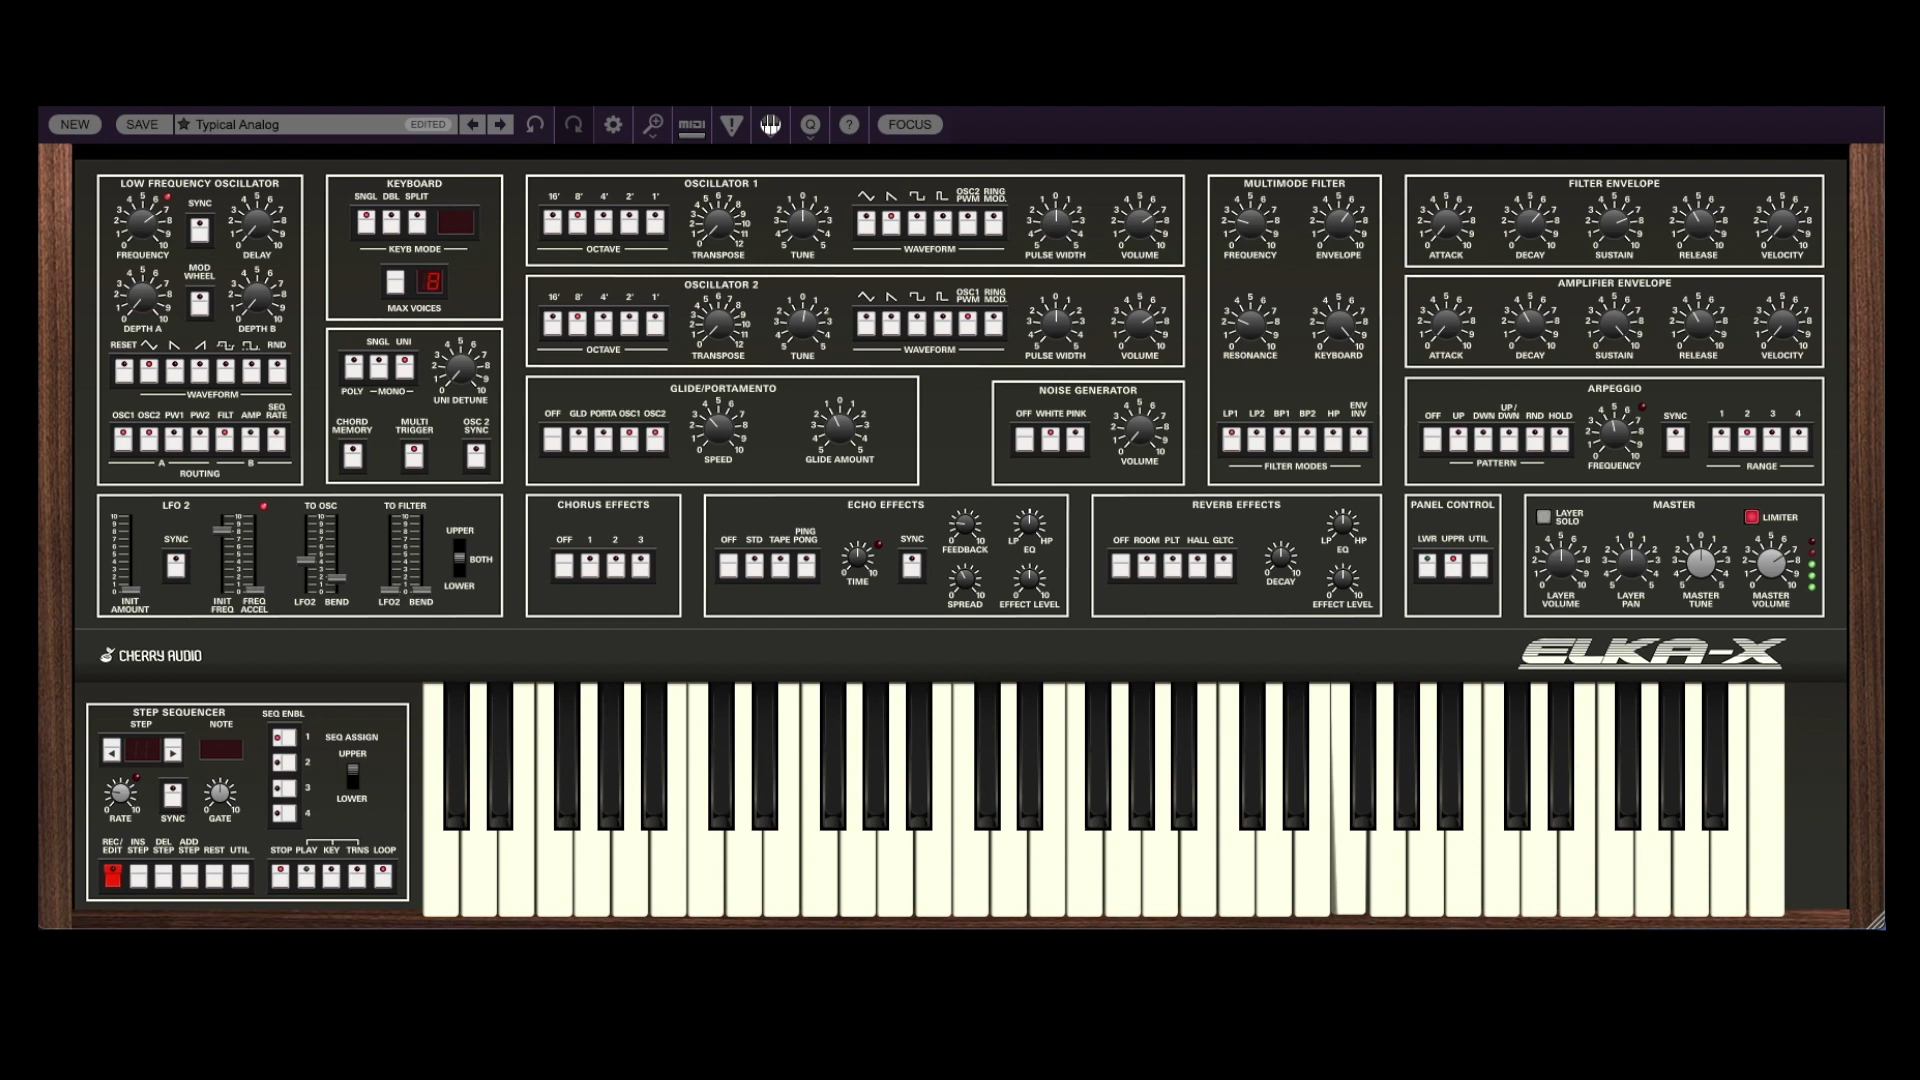 NEW SAVE Typical Analog EDITED midi Q ? FOCUS
LOW FREQUENCY OSCILLATOR
SYNC
FREQUENCY DELAY
MOD
WHEEL
DEPTH A DEPTH B
RESET RND
WAVEFORM
OSC1 OSC2 PW1 PW2 FILT AMP SEQ RATE
A B
ROUTING
KEYBOARD
SNGL DBL SPLIT
KEYB MODE
8
MAX VOICES
SNGL UNI
POLY MONO UNI DETUNE
CHORD MEMORY MULTI TRIGGER OSC 2 SYNC
OSCILLATOR 1
16' 8' 4' 2' 1' OSC2 PWM RING MOD.
OCTAVE TRANSPOSE TUNE WAVEFORM PULSE WIDTH VOLUME
OSCILLATOR 2
16' 8' 4' 2' 1' OSC1 PWM RING MOD.
OCTAVE TRANSPOSE TUNE WAVEFORM PULSE WIDTH VOLUME
GLIDE/PORTAMENTO
OFF GLD PORTA OSC1 OSC2
SPEED GLIDE AMOUNT
NOISE GENERATOR
OFF WHITE PINK
VOLUME
MULTIMODE FILTER
FREQUENCY ENVELOPE
RESONANCE KEYBOARD
LP1 LP2 BP1 BP2 HP ENV INV
FILTER MODES
FILTER ENVELOPE
ATTACK DECAY SUSTAIN RELEASE VELOCITY
AMPLIFIER ENVELOPE
ATTACK DECAY SUSTAIN RELEASE VELOCITY
ARPEGGIO
OFF UP DWN UP/DWN RND HOLD SYNC 1 2 3 4
PATTERN FREQUENCY RANGE
LFO 2 TO OSC TO FILTER
SYNC
UPPER
BOTH
LOWER
INIT AMOUNT INIT FREQ FREQ ACCEL LFO2 BEND LFO2 BEND
CHORUS EFFECTS
OFF 1 2 3
ECHO EFFECTS
OFF STD TAPE PING PONG SYNC
TIME FEEDBACK LP HP EQ
SPREAD EFFECT LEVEL
REVERB EFFECTS
OFF ROOM PLT HALL GLTC
DECAY LP HP EQ
EFFECT LEVEL
PANEL CONTROL
LWR UPPR UTIL
MASTER
LAYER SOLO LIMITER
LAYER VOLUME LAYER PAN MASTER TUNE MASTER VOLUME
CHERRY AUDIO
ELKA-X
STEP SEQUENCER
STEP NOTE SEQ ENBL
1
2
3
4
SEQ ASSIGN
UPPER
LOWER
RATE SYNC GATE
REC/EDIT INS STEP DEL STEP ADD STEP REST UTIL STOP PLAY KEY TRNS LOOP